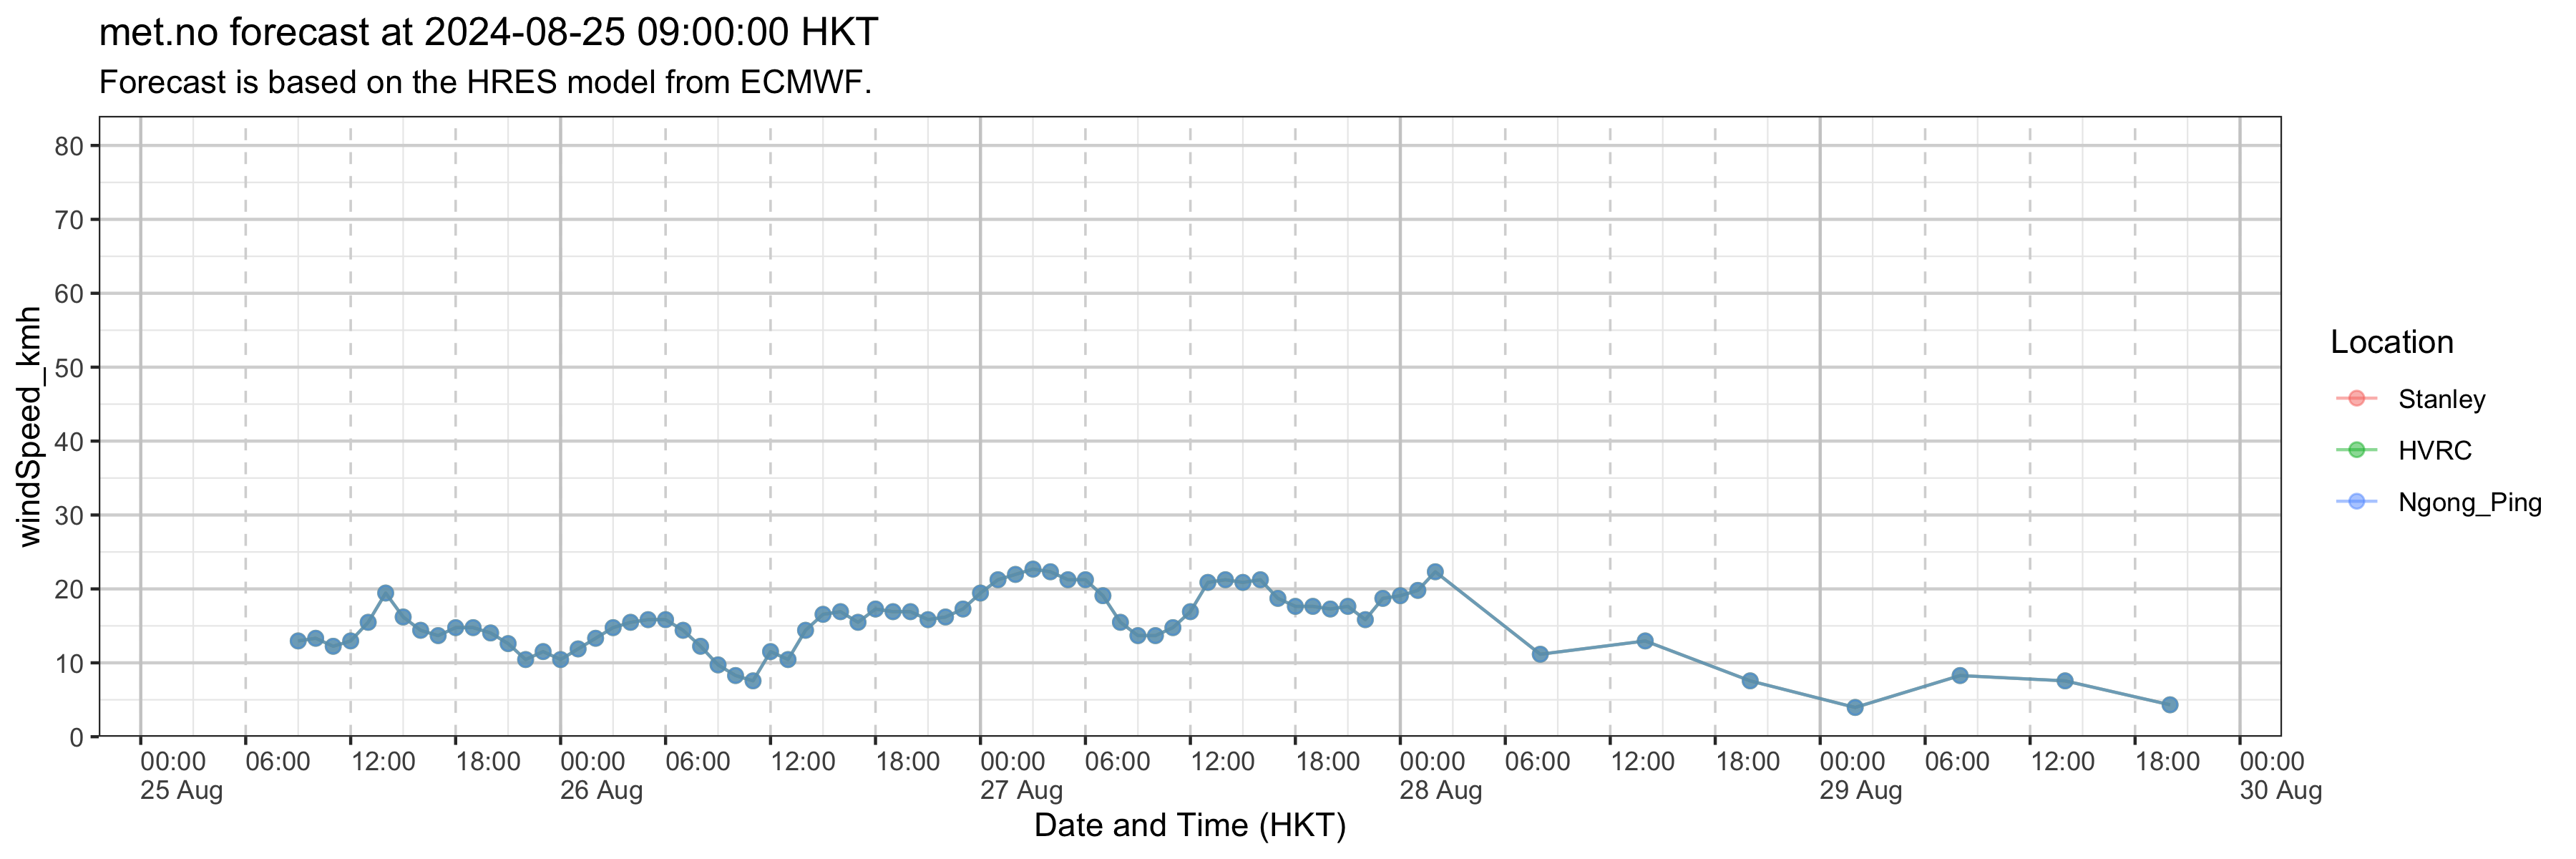 met.no forecast at 2024-08-25 09:00:00 HKT
Forecast is based on the HRES model from ECMWF.
windSpeed_kmh
80
70
60
50
40
30
20
10
0
00:00 06:00 12:00 18:00 00:00 06:00 12:00 18:00 00:00 06:00 12:00 18:00 00:00 06:00 12:00 18:00 00:00 06:00 12:00 18:00 00:00
25 Aug 26 Aug 27 Aug 28 Aug 29 Aug 30 Aug
Date and Time (HKT)
Location
Stanley
HVRC
Ngong_Ping